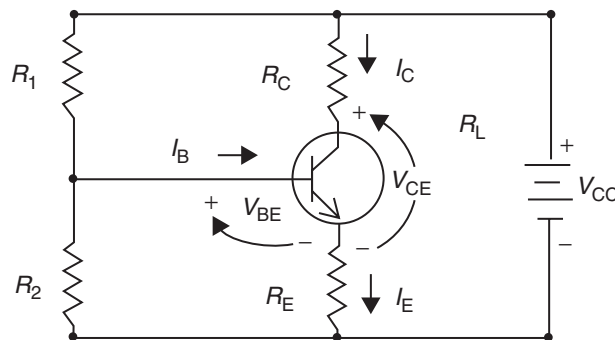 R1
RC
IC
+
RL
IB
+
VCC
−
+
VBE
−
VCE
−
R2
RE
IE